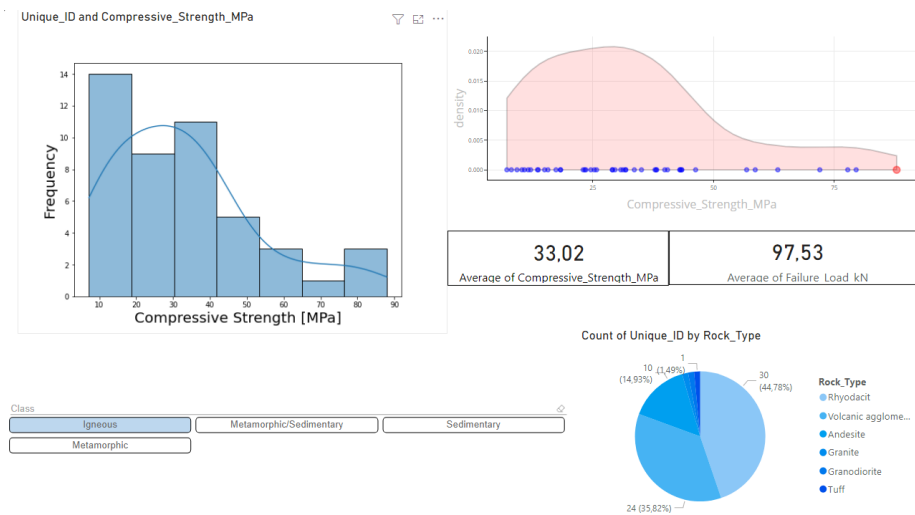 Unique_ID and Compressive_Strength_MPa
14
12
10
8
6
4
2
0
Frequency
10 20 30 40 50 60 70 80 90
Compressive Strength [MPa]
0.020
0.015
0.010
0.005
0.000
density
25 50 75
Compressive_Strength_MPa
33,02
Average of Compressive_Strength_MPa
97,53
Average of Failure_Load_kN
Count of Unique_ID by Rock_Type
1
(1,49%)
10
(14,93%)
30
(44,78%)
24 (35,82%)
Rock_Type
Rhyodacit
Volcanic agglome...
Andesite
Granite
Granodiorite
Tuff
Class
Igneous
Metamorphic/Sedimentary
Sedimentary
Metamorphic